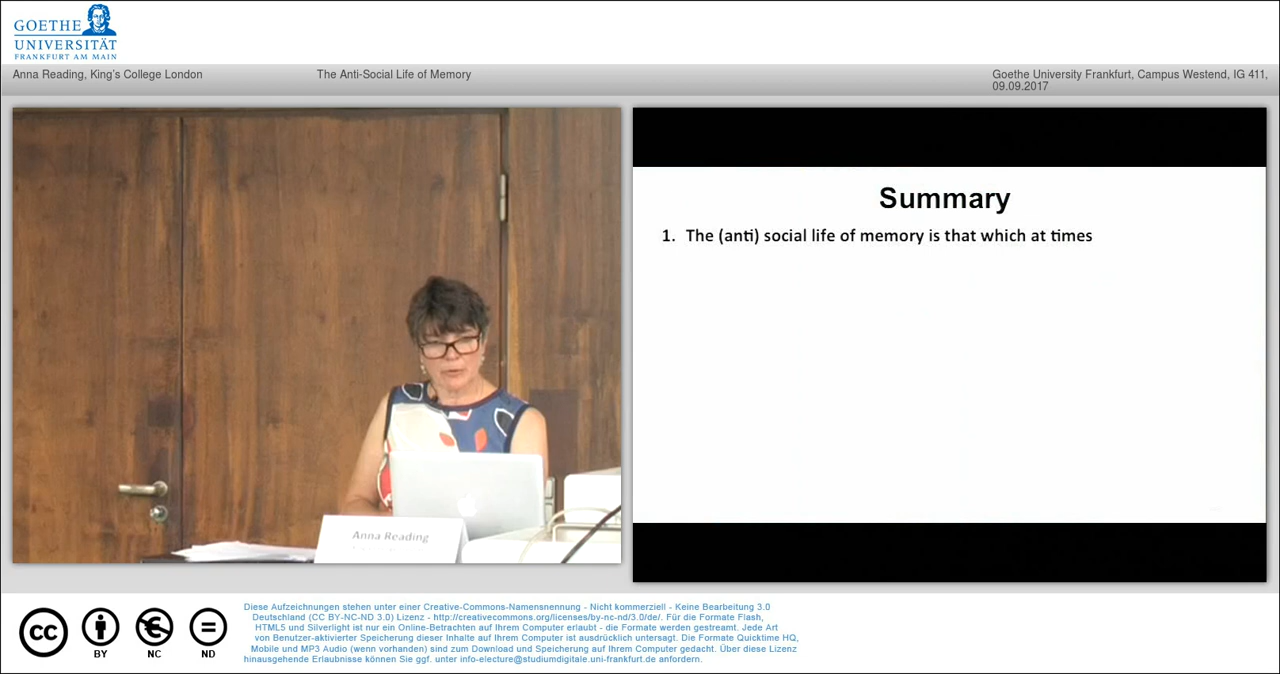 GOETHE
UNIVERSITÄT
FRANKFURT AM MAIN
Anna Reading, King's College London
The Anti-Social Life of Memory
Goethe University Frankfurt, Campus Westend, IG 411,
09.09.2017
Summary
1. The (anti) social life of memory is that which at times
Anna Reading
cc
BY
NC
ND
Diese Aufzeichnungen stehen unter einer Creative-Commons-Namensnennung - Nicht kommerziell - Keine Bearbeitung 3.0
Deutschland (CC BY-NC-ND 3.0) Lizenz - http://creativecommons.org/licenses/by-nc-nd/3.0/de/. Für die Formate Flash,
HTML5 und Silverlight ist nur ein Online-Betrachten auf Ihrem Computer erlaubt - die Formate werden gestreamt. Jede Art
von Benutzer-aktivierter Speicherung dieser Inhalte auf Ihrem Computer ist ausdrücklich untersagt. Die Formate Quicktime HQ,
Mobile und MP3 Audio (wenn vorhanden) sind zum Download und Speicherung auf Ihrem Computer gedacht. Über diese Lizenz
hinausgehende Erlaubnisse können Sie ggf. unter info-electure@studiumdigitale.uni-frankfurt.de anfordern.